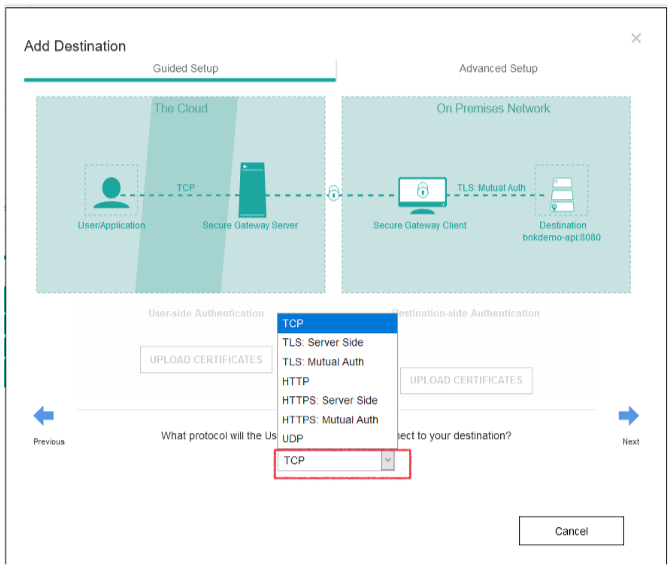 Add Destination
Guided Setup
Advanced Setup
The Cloud
On Premises Network
TCP
TLS: Mutual Auth
User/Application
Secure Gateway Server
Secure Gateway Client
Destination
bnkdemo-api:8080
User-side Authentication
Destination-side Authentication
UPLOAD CERTIFICATES
UPLOAD CERTIFICATES
TCP
TLS: Server Side
TLS: Mutual Auth
HTTP
HTTPS: Server Side
HTTPS: Mutual Auth
UDP
Previous
What protocol will the Us
ect to your destination?
Next
TCP
Cancel